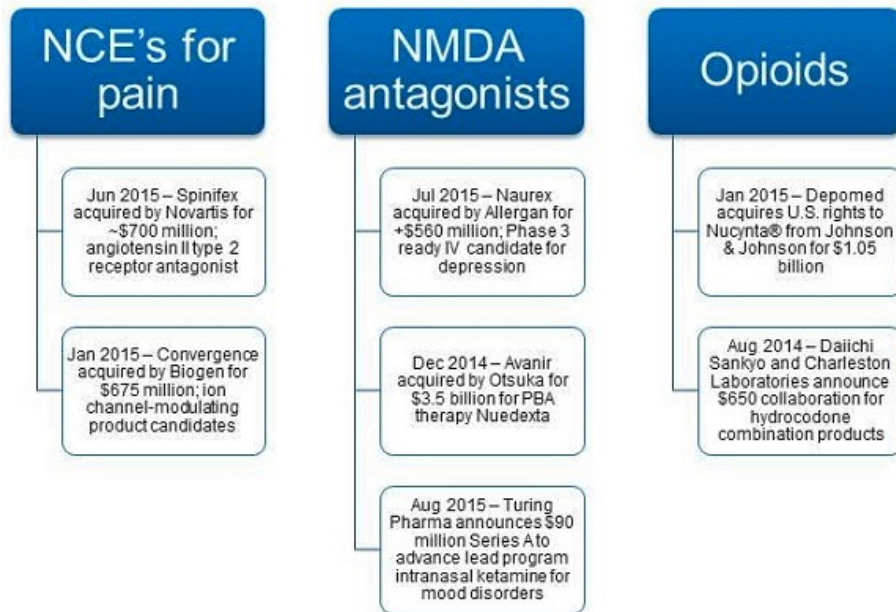 NCE's for
pain
Jun 2015 – Spinifex
acquired by Novartis for
~$700 million;
angiotensin II type 2
receptor antagonist
Jan 2015 – Convergence
acquired by Biogen for
$675 million; ion
channel-modulating
product candidates
NMDA
antagonists
Jul 2015 – Naurex
acquired by Allergan for
+$560 million; Phase 3
ready IV candidate for
depression
Dec 2014 – Avanir
acquired by Otsuka for
$3.5 billion for PBA
therapy Nuedexta
Aug 2015 – Turing
Pharma announces $90
million Series A to
advance lead program
intranasal ketamine for
mood disorders
Opioids
Jan 2015 – Depomed
acquires U.S. rights to
Nucynta® from Johnson
& Johnson for $1.05
billion
Aug 2014 – Daiichi
Sankyo and Charleston
Laboratories announce
$650 collaboration for
hydrocodone
combination products